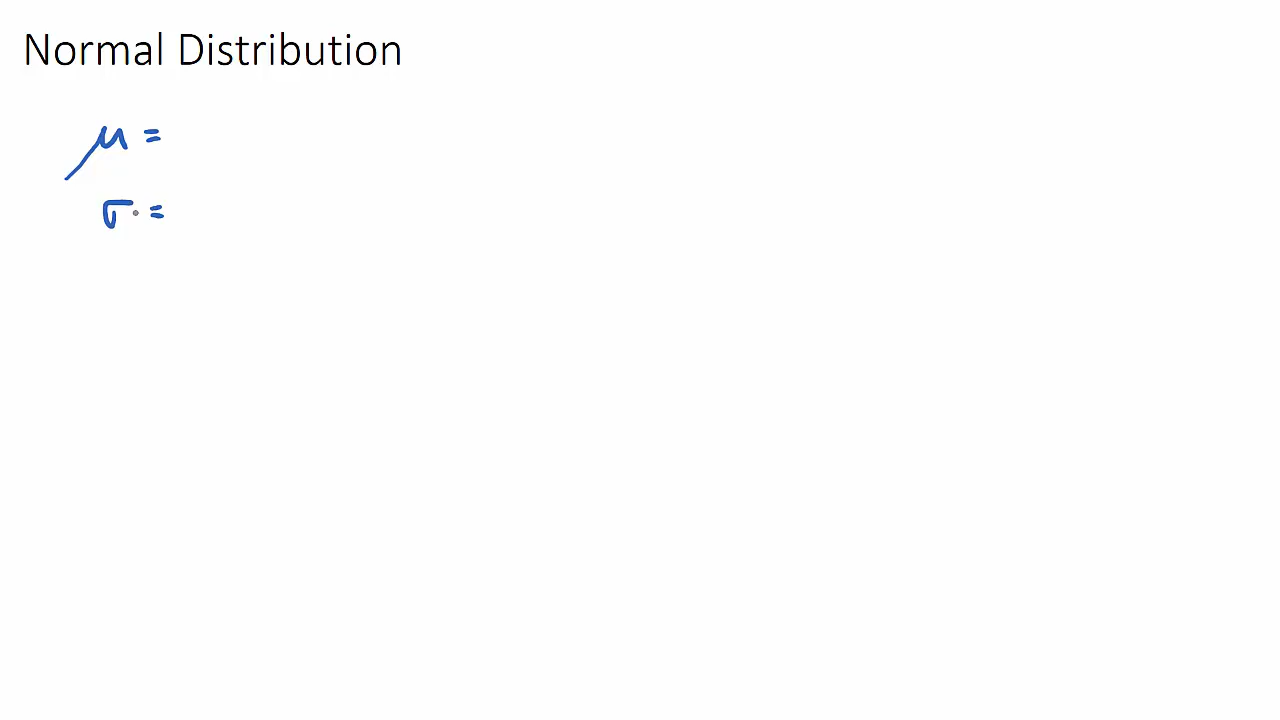 Normal Distribution
μ =
σ =